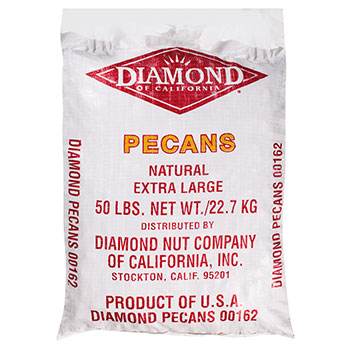 DIAMOND
OF CALIFORNIA
PECANS
NATURAL
EXTRA LARGE
50 LBS. NET WT./22.7 KG
DISTRIBUTED BY
DIAMOND NUT COMPANY
OF CALIFORNIA, INC.
STOCKTON, CALIF. 95201
PRODUCT OF U.S.A.
DIAMOND PECANS 00162
DIAMOND PECANS 00162
DIAMOND PECANS 00162